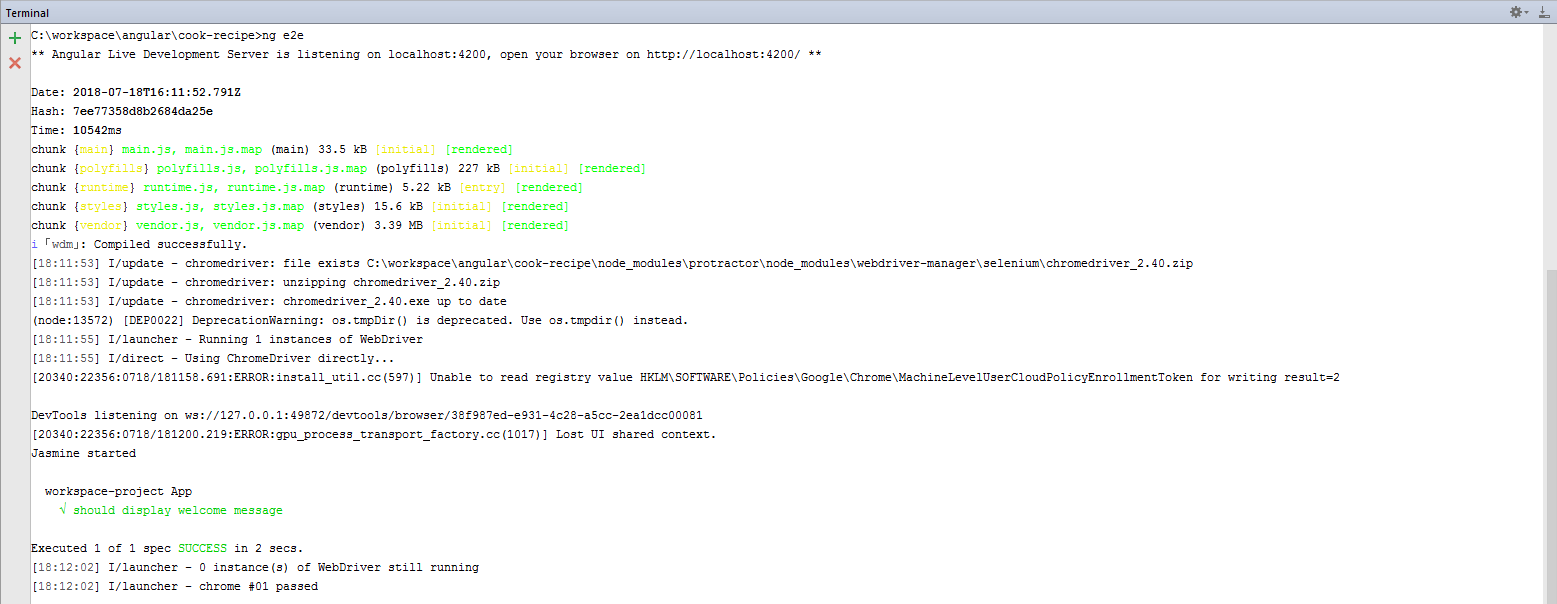 Terminal
C:\workspace\angular\cook-recipe>ng e2e
** Angular Live Development Server is listening on localhost:4200, open your browser on http://localhost:4200/ **
Date: 2018-07-18T16:11:52.791Z
Hash: 7ee77358d8b2684da25e
Time: 10542ms
chunk {main} main.js, main.js.map (main) 33.5 kB [initial] [rendered]
chunk {polyfills} polyfills.js, polyfills.js.map (polyfills) 227 kB [initial] [rendered]
chunk {runtime} runtime.js, runtime.js.map (runtime) 5.22 kB [entry] [rendered]
chunk {styles} styles.js, styles.js.map (styles) 15.6 kB [initial] [rendered]
chunk {vendor} vendor.js, vendor.js.map (vendor) 3.39 MB [initial] [rendered]
i 「wdm」: Compiled successfully.
[18:11:53] I/update - chromedriver: file exists C:\workspace\angular\cook-recipe\node_modules\protractor\node_modules\webdriver-manager\selenium\chromedriver_2.40.zip
[18:11:53] I/update - chromedriver: unzipping chromedriver_2.40.zip
[18:11:53] I/update - chromedriver: chromedriver_2.40.exe up to date
(node:13572) [DEP0022] DeprecationWarning: os.tmpDir() is deprecated. Use os.tmpdir() instead.
[18:11:55] I/launcher - Running 1 instances of WebDriver
[18:11:55] I/direct - Using ChromeDriver directly...
[20340:22356:0718/181158.691:ERROR:install_util.cc(597)] Unable to read registry value HKLM\SOFTWARE\Policies\Google\Chrome\MachineLevelUserCloudPolicyEnrollmentToken for writing result=2
DevTools listening on ws://127.0.0.1:49872/devtools/browser/38f987ed-e931-4c28-a5cc-2ea1dcc00081
[20340:22356:0718/181200.219:ERROR:gpu_process_transport_factory.cc(1017)] Lost UI shared context.
Jasmine started
workspace-project App
√ should display welcome message
Executed 1 of 1 spec SUCCESS in 2 secs.
[18:12:02] I/launcher - 0 instance(s) of WebDriver still running
[18:12:02] I/launcher - chrome #01 passed